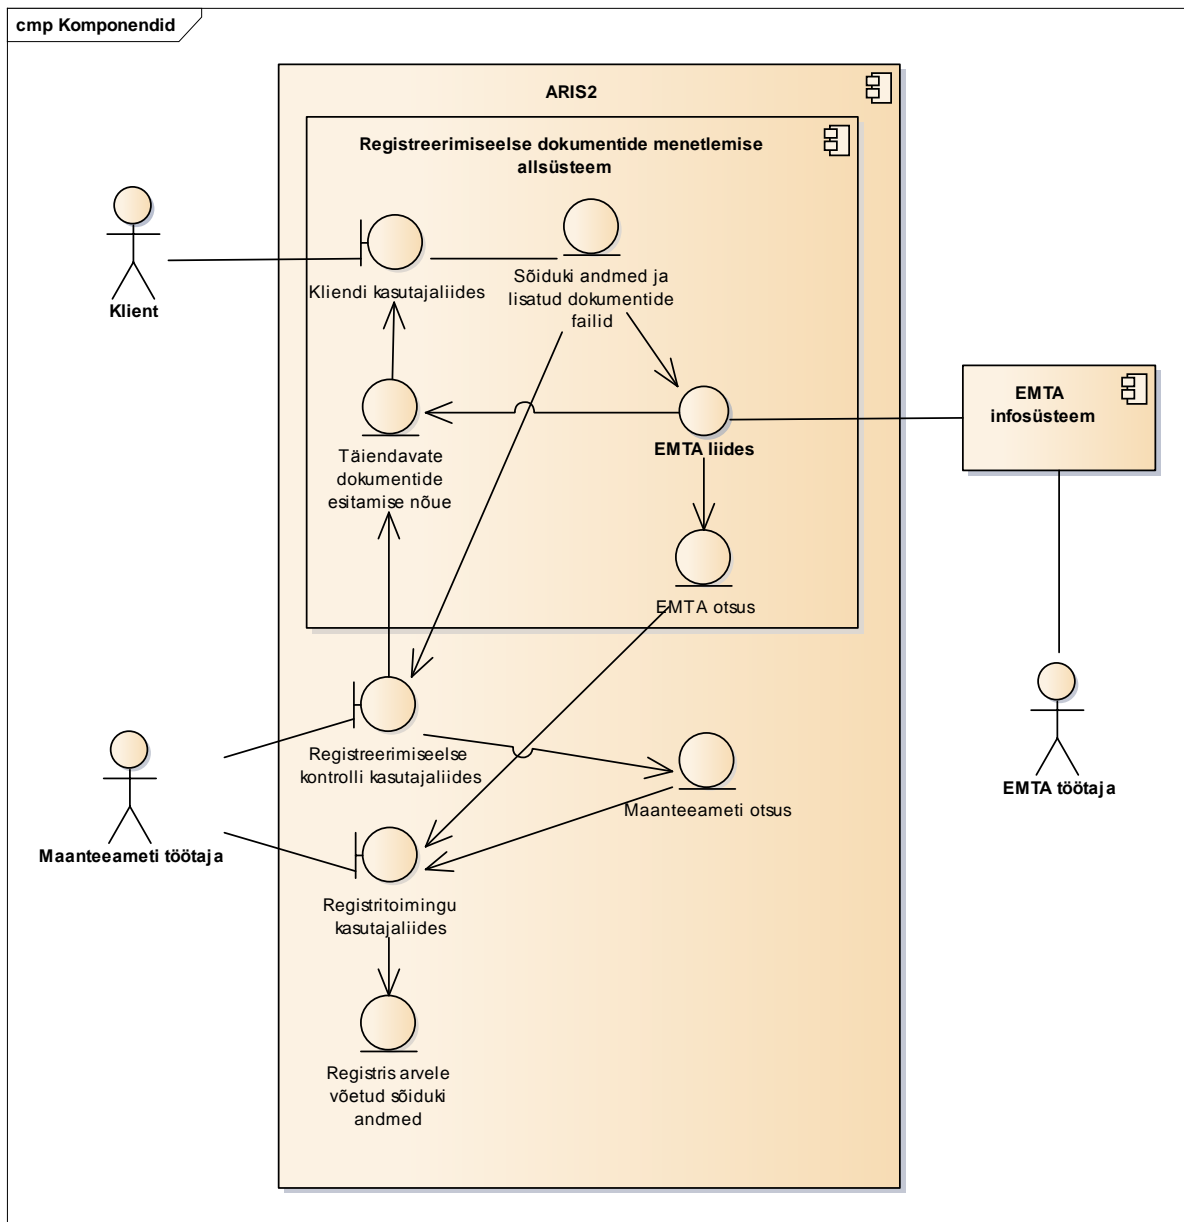 cmp Komponendid
ARIS2
Registreerimiseelse dokumentide menetlemise
allsüsteem
Klient
Kliendi kasutajaliides
Sõiduki andmed ja
lisatud dokumentide
failid
Täiendavate
dokumentide
esitamise nõue
EMTA liides
EMTA
infosüsteem
EMTA otsus
Registreerimiseelse
kontrolli kasutajaliides
Maanteeameti otsus
EMTA töötaja
Maanteeameti töötaja
Registritoimingu
kasutajaliides
Registris arvele
võetud sõiduki
andmed